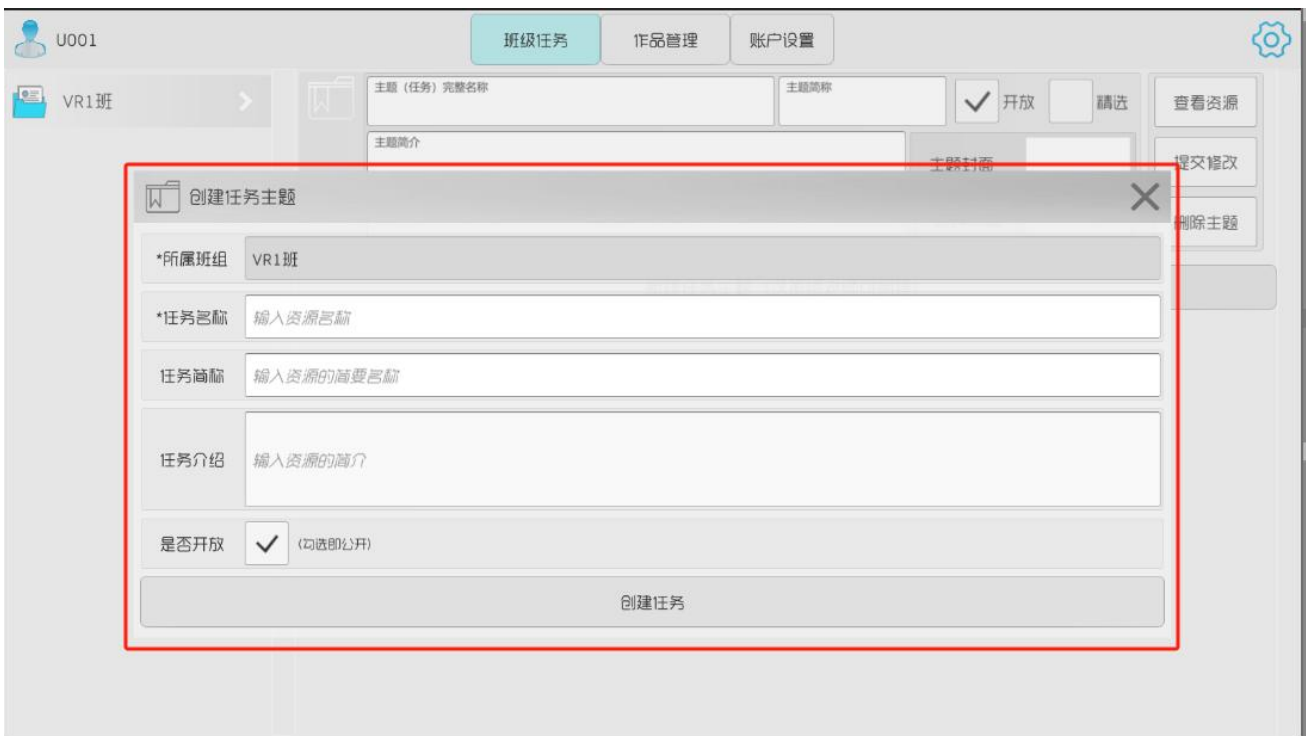 U001
班级任务
作品管理
账户设置
VR1班
主题（任务）完整名称
主题简称
开放
精选
查看资源
主题简介
主题封面
提交修改
创建任务主题
删除主题
*所属班组
VR1班
*任务名称
输入资源名称
任务简称
输入资源的简要名称
任务介绍
输入资源的简介
是否开放
(勾选即公开)
创建任务